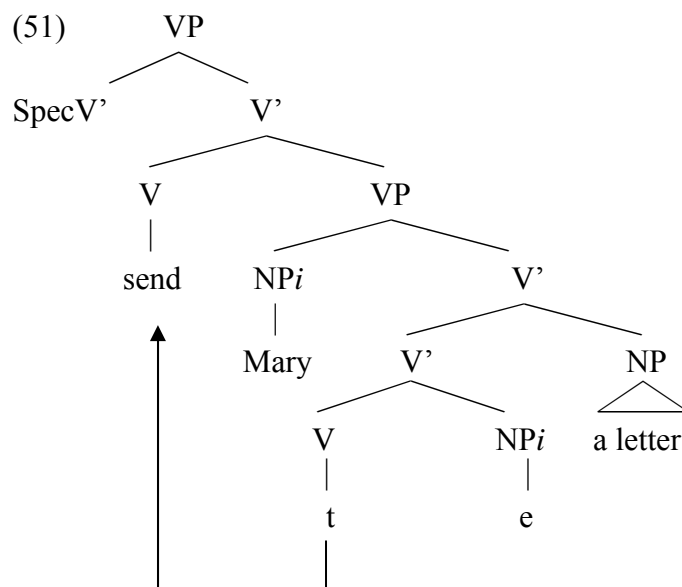 (51) VP
SpecV’ V’
V VP
send NPi V’
Mary V’ NP
V NPi a letter
t e